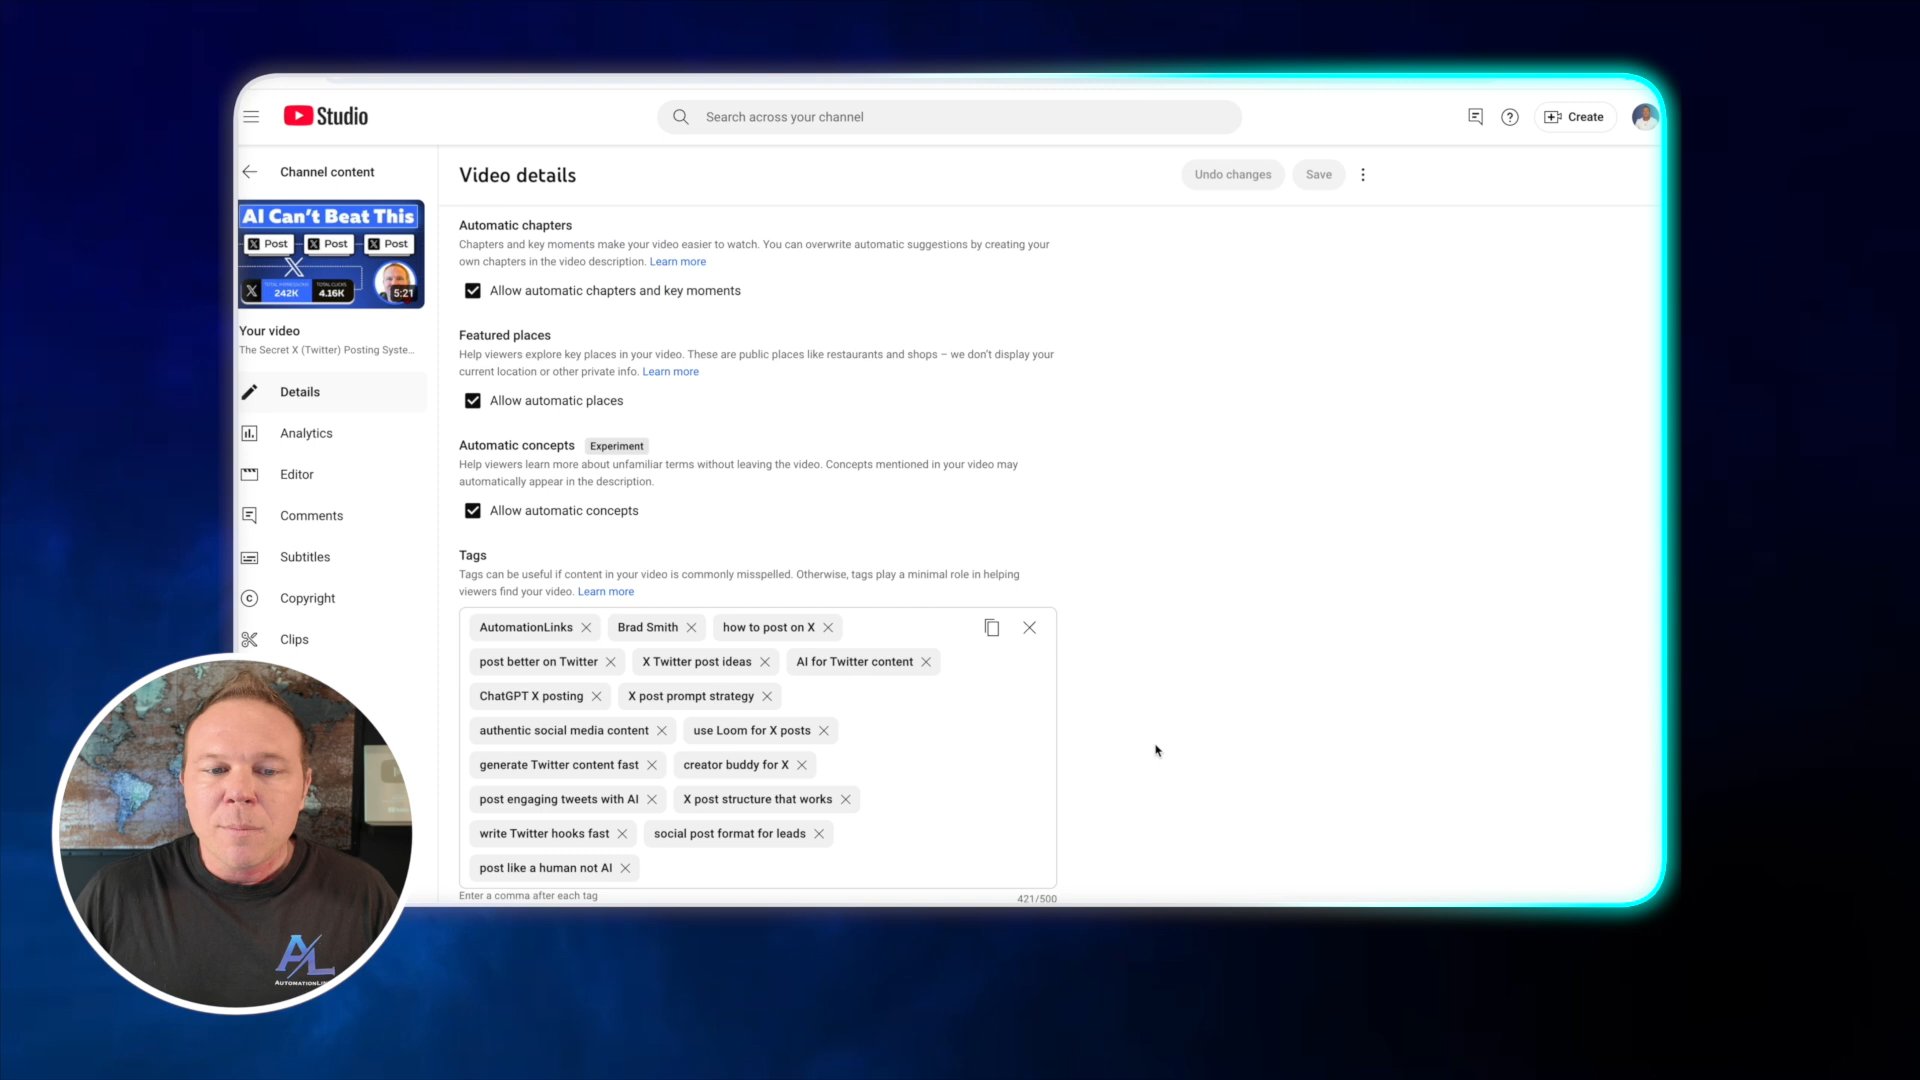 Studio
Search across your channel
Create
Channel content
Video details
Undo changes
Save
AI Can't Beat This
X Post
X Post
X Post
X
X
TOTAL IMPRESSIONS
242K
TOTAL CLICKS
4.16K
5:21
Your video
The Secret X (Twitter) Posting Syste...
Details
Analytics
Editor
Comments
Subtitles
Copyright
Clips
Automatic chapters
Chapters and key moments make your video easier to watch. You can overwrite automatic suggestions by creating your
own chapters in the video description. Learn more
Allow automatic chapters and key moments
Featured places
Help viewers explore key places in your video. These are public places like restaurants and shops – we don't display your
current location or other private info. Learn more
Allow automatic places
Automatic concepts Experiment
Help viewers learn more about unfamiliar terms without leaving the video. Concepts mentioned in your video may
automatically appear in the description.
Allow automatic concepts
Tags
Tags can be useful if content in your video is commonly misspelled. Otherwise, tags play a minimal role in helping
viewers find your video. Learn more
AutomationLinks Brad Smith how to post on X
post better on Twitter X Twitter post ideas AI for Twitter content
ChatGPT X posting X post prompt strategy
authentic social media content use Loom for X posts
generate Twitter content fast creator buddy for X
post engaging tweets with AI X post structure that works
write Twitter hooks fast social post format for leads
post like a human not AI
Enter a comma after each tag
421/500
AL